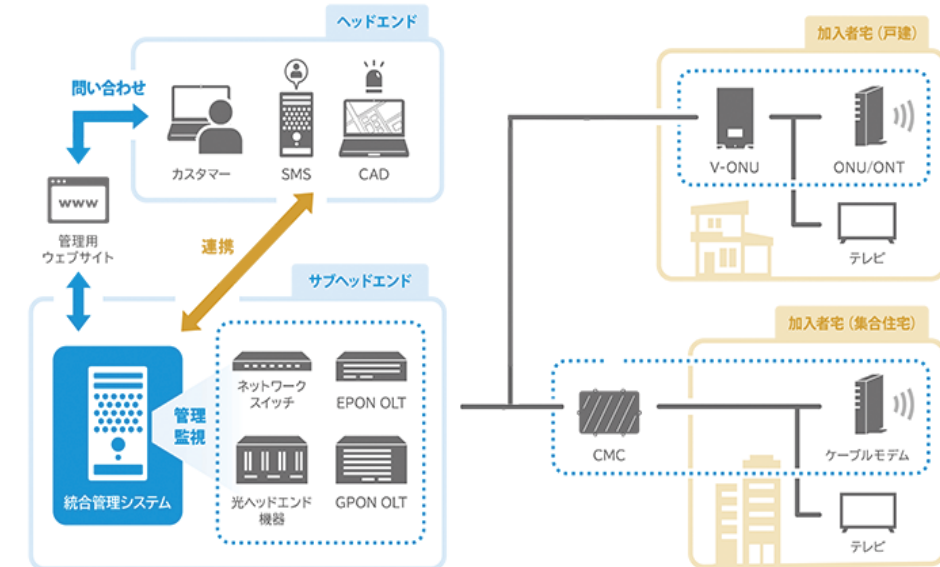 ヘッドエンド
問い合わせ
カスタマー
SMS
CAD
www
管理用
ウェブサイト
連携
サブヘッドエンド
統合管理システム
管理
監視
ネットワーク
スイッチ
EPON OLT
光ヘッドエンド
機器
GPON OLT
加入者宅（戸建）
V-ONU
ONU/ONT
テレビ
加入者宅（集合住宅）
CMC
ケーブルモデム
テレビ